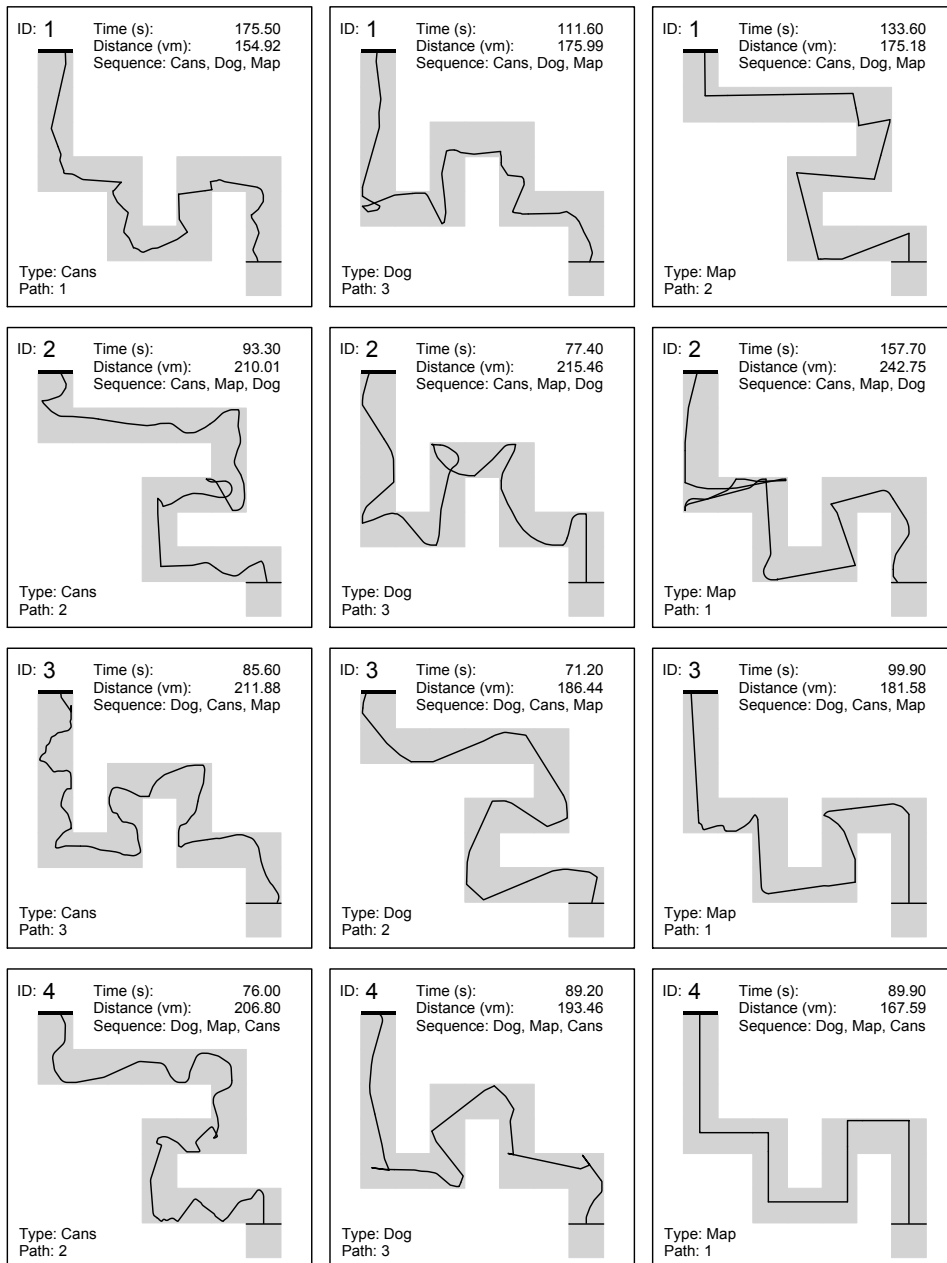 ID: 1 Time (s): 175.50
Distance (vm): 154.92
Sequence: Cans, Dog, Map
Type: Cans
Path: 1
ID: 1 Time (s): 111.60
Distance (vm): 175.99
Sequence: Cans, Dog, Map
Type: Dog
Path: 3
ID: 1 Time (s): 133.60
Distance (vm): 175.18
Sequence: Cans, Dog, Map
Type: Map
Path: 2
ID: 2 Time (s): 93.30
Distance (vm): 210.01
Sequence: Cans, Map, Dog
Type: Cans
Path: 2
ID: 2 Time (s): 77.40
Distance (vm): 215.46
Sequence: Cans, Map, Dog
Type: Dog
Path: 3
ID: 2 Time (s): 157.70
Distance (vm): 242.75
Sequence: Cans, Map, Dog
Type: Map
Path: 1
ID: 3 Time (s): 85.60
Distance (vm): 211.88
Sequence: Dog, Cans, Map
Type: Cans
Path: 3
ID: 3 Time (s): 71.20
Distance (vm): 186.44
Sequence: Dog, Cans, Map
Type: Dog
Path: 2
ID: 3 Time (s): 99.90
Distance (vm): 181.58
Sequence: Dog, Cans, Map
Type: Map
Path: 1
ID: 4 Time (s): 76.00
Distance (vm): 206.80
Sequence: Dog, Map, Cans
Type: Cans
Path: 2
ID: 4 Time (s): 89.20
Distance (vm): 193.46
Sequence: Dog, Map, Cans
Type: Dog
Path: 3
ID: 4 Time (s): 89.90
Distance (vm): 167.59
Sequence: Dog, Map, Cans
Type: Map
Path: 1